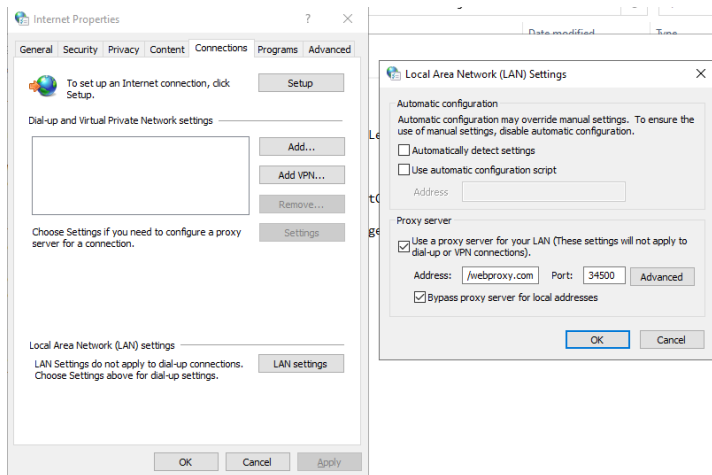 Internet Properties
General Security Privacy Content Connections Programs Advanced
To set up an Internet connection, click
Setup.
Setup
Dial-up and Virtual Private Network settings
Add...
Add VPN...
Remove...
Choose Settings if you need to configure a proxy
server for a connection.
Settings
Local Area Network (LAN) settings
LAN Settings do not apply to dial-up connections.
Choose Settings above for dial-up settings.
LAN settings
OK Cancel Apply
Date modified Type
Local Area Network (LAN) Settings
Automatic configuration
Automatic configuration may override manual settings. To ensure the
use of manual settings, disable automatic configuration.
Automatically detect settings
Use automatic configuration script
Address
Proxy server
Use a proxy server for your LAN (These settings will not apply to
dial-up or VPN connections).
Address: /webproxy.com Port: 34500 Advanced
Bypass proxy server for local addresses
OK Cancel